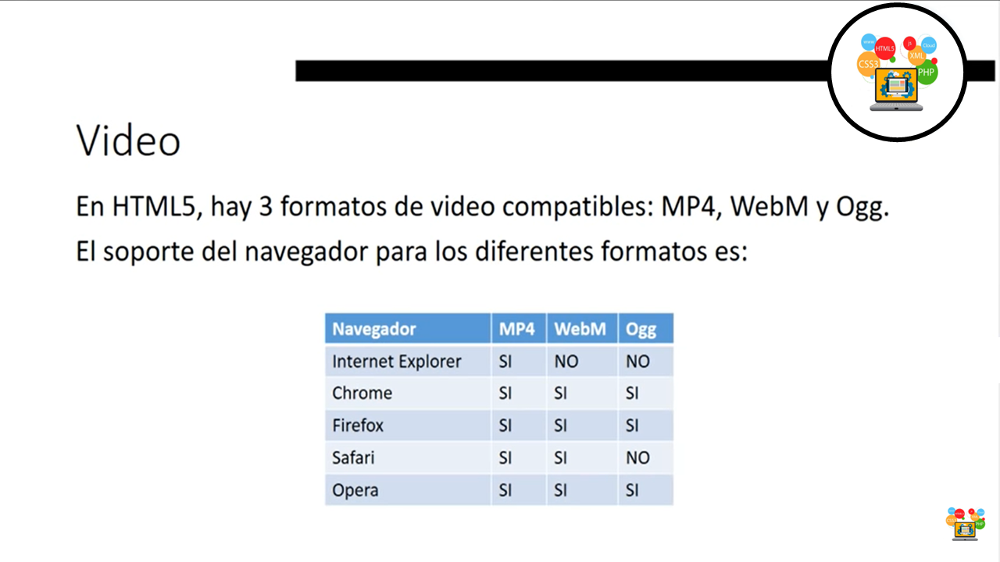 www
HTML5
js
Cloud
CSS3
XML
PHP
Video
En HTML5, hay 3 formatos de video compatibles: MP4, WebM y Ogg.
El soporte del navegador para los diferentes formatos es:
Navegador MP4 WebM Ogg
Internet Explorer SI NO NO
Chrome SI SI SI
Firefox SI SI SI
Safari SI SI NO
Opera SI SI SI